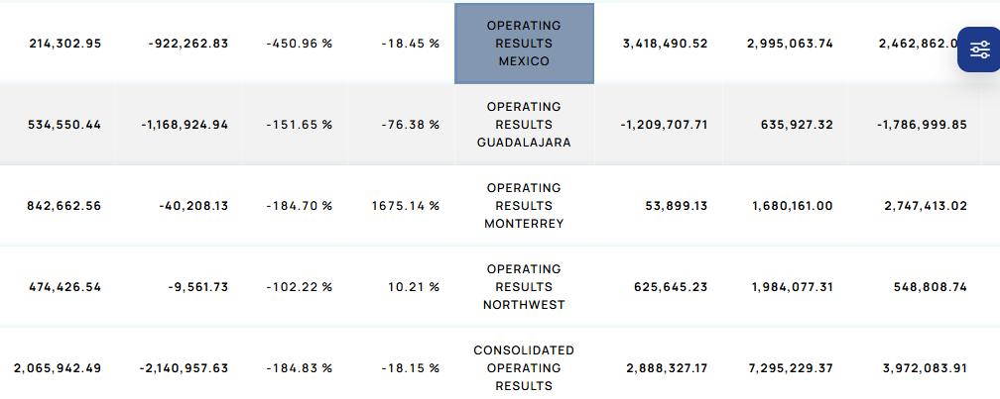 214,302.95 -922,262.83 -450.96 % -18.45 % OPERATING RESULTS MEXICO 3,418,490.52 2,995,063.74 2,462,862.0
534,550.44 -1,168,924.94 -151.65 % -76.38 % OPERATING RESULTS GUADALAJARA -1,209,707.71 635,927.32 -1,786,999.85
842,662.56 -40,208.13 -184.70 % 1675.14 % OPERATING RESULTS MONTERREY 53,899.13 1,680,161.00 2,747,413.02
474,426.54 -9,561.73 -102.22 % 10.21 % OPERATING RESULTS NORTHWEST 625,645.23 1,984,077.31 548,808.74
2,065,942.49 -2,140,957.63 -184.83 % -18.15 % CONSOLIDATED OPERATING RESULTS 2,888,327.17 7,295,229.37 3,972,083.91